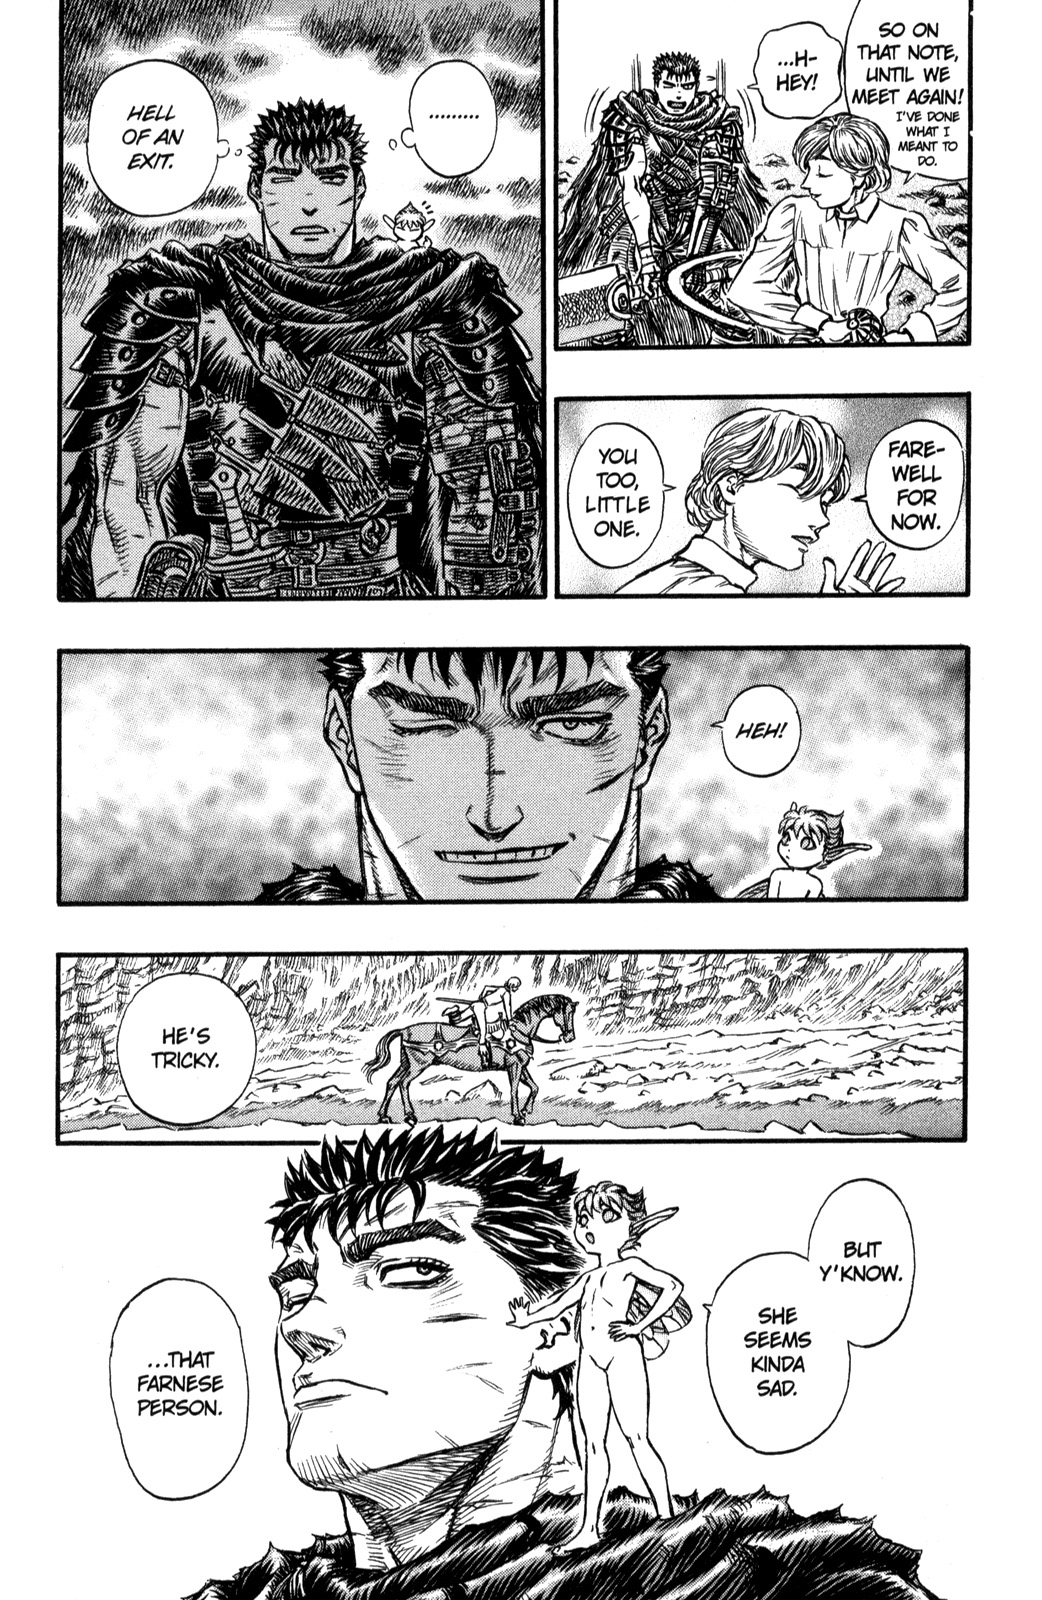 SO ON
THAT NOTE,
UNTIL WE
MEET AGAIN!
I'VE DONE
WHAT I
MEANT TO
DO.
...H-
HEY!
FARE-
WELL
FOR
NOW.
YOU
TOO,
LITTLE
ONE.
.........
HELL
OF AN
EXIT.
HEH!
HE'S
TRICKY.
BUT
Y'KNOW.
SHE
SEEMS
KINDA
SAD.
...THAT
FARNESE
PERSON.